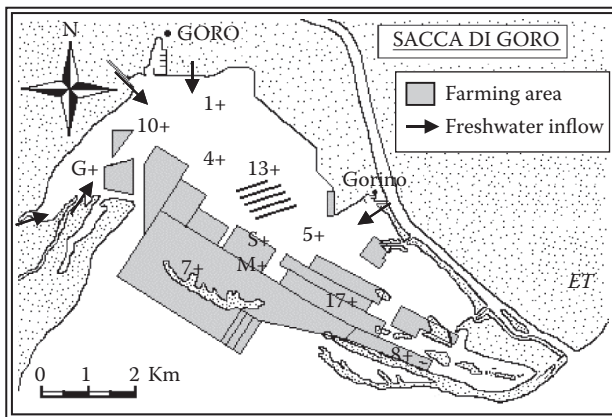 N
GORO
SACCA DI GORO
Farming area
Freshwater inflow
1+
10+
4+
13+
G+
Gorino
5+
S+
M+
7+
17+
ET
8+
0 1 2 Km